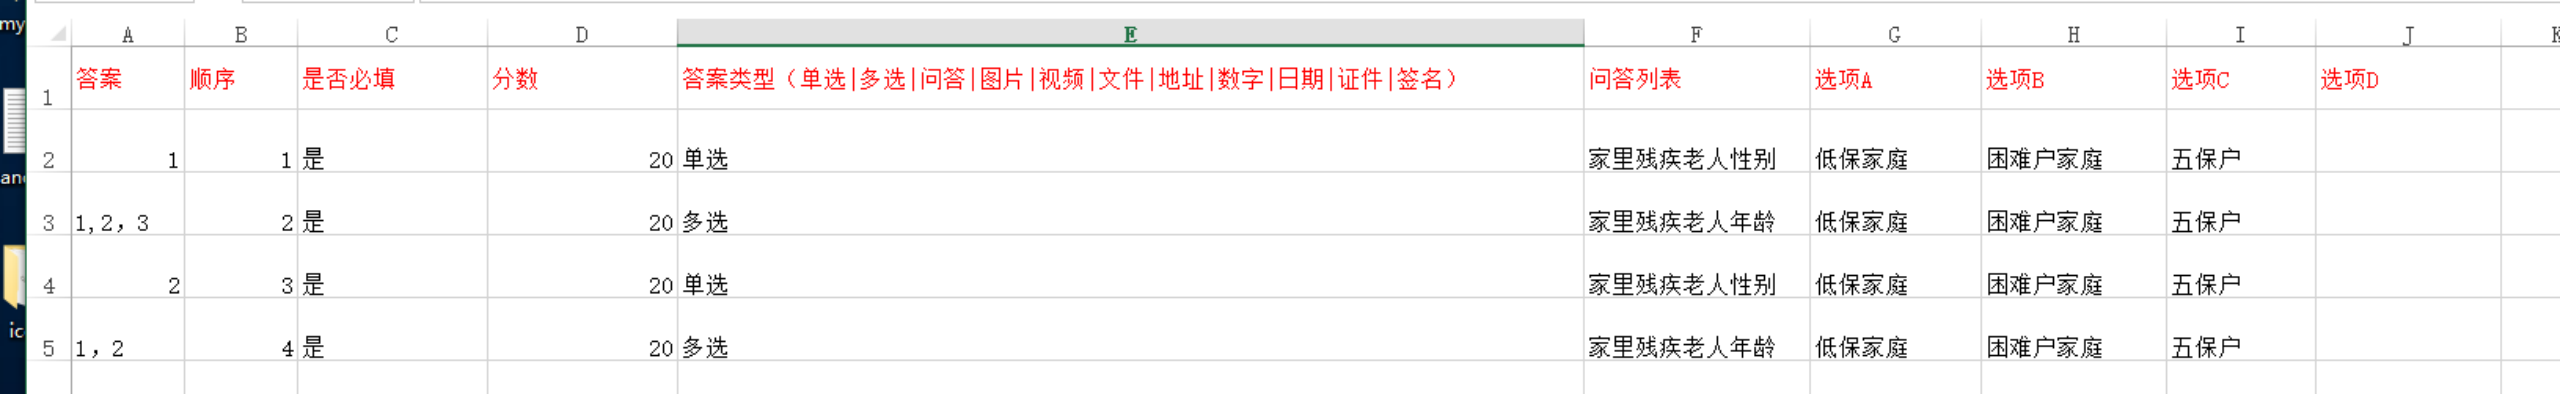 my
A B C D E F G H I J K
1 答案 顺序 是否必填 分数 答案类型（单选|多选|问答|图片|视频|文件|地址|数字|日期|证件|签名） 问答列表 选项A 选项B 选项C 选项D
2 1 1 是 20 单选 家里残疾老人性别 低保家庭 困难户家庭 五保户
an
3 1,2，3 2 是 20 多选 家里残疾老人年龄 低保家庭 困难户家庭 五保户
4 2 3 是 20 单选 家里残疾老人性别 低保家庭 困难户家庭 五保户
ic
5 1，2 4 是 20 多选 家里残疾老人年龄 低保家庭 困难户家庭 五保户